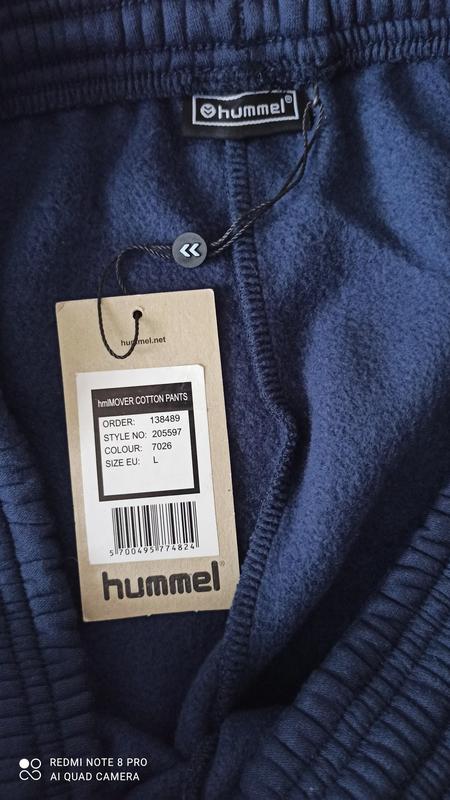 hummel®
hummel.net
hmlMOVER COTTON PANTS
ORDER: 138489
STYLE NO: 205597
COLOUR: 7026
SIZE EU: L
5 700495 774824
hummel®
REDMI NOTE 8 PRO
AI QUAD CAMERA